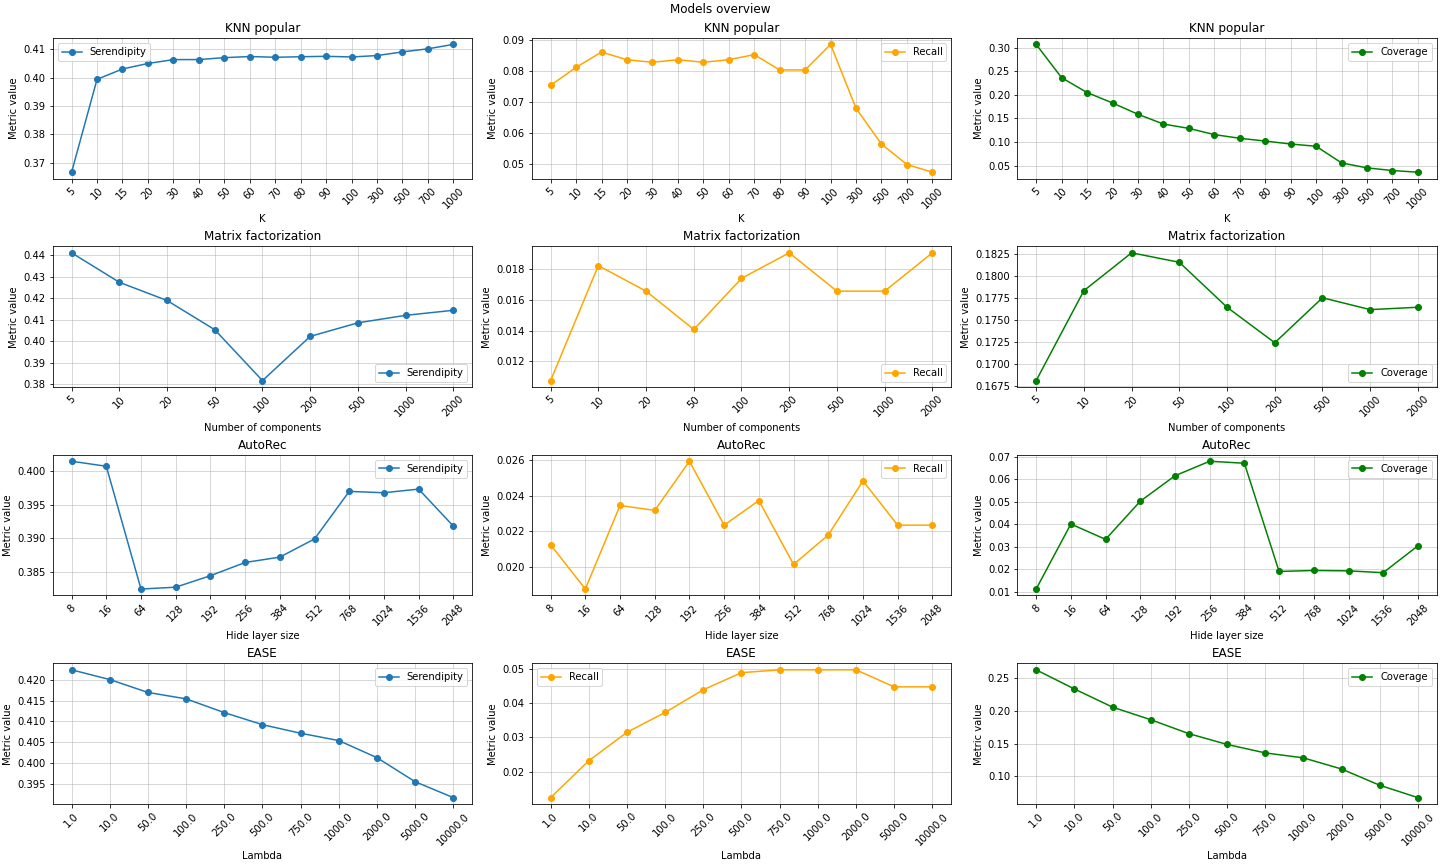 Models overview
KNN popular
Metric value
0.41
0.40
0.39
0.38
0.37
Serendipity
5 10 15 20 30 40 50 60 70 80 90 100 300 500 700 1000
K
KNN popular
Metric value
0.09
0.08
0.07
0.06
0.05
Recall
5 10 15 20 30 40 50 60 70 80 90 100 300 500 700 1000
K
KNN popular
Metric value
0.30
0.25
0.20
0.15
0.10
0.05
Coverage
5 10 15 20 30 40 50 60 70 80 90 100 300 500 700 1000
K
Matrix factorization
Metric value
0.44
0.43
0.42
0.41
0.40
0.39
0.38
Serendipity
5 10 20 50 100 200 500 1000 2000
Number of components
Matrix factorization
Metric value
0.018
0.016
0.014
0.012
Recall
5 10 20 50 100 200 500 1000 2000
Number of components
Matrix factorization
Metric value
0.1825
0.1800
0.1775
0.1750
0.1725
0.1700
0.1675
Coverage
5 10 20 50 100 200 500 1000 2000
Number of components
AutoRec
Metric value
0.400
0.395
0.390
0.385
Serendipity
8 16 64 128 192 256 384 512 768 1024 1536 2048
Hide layer size
AutoRec
Metric value
0.026
0.024
0.022
0.020
Recall
8 16 64 128 192 256 384 512 768 1024 1536 2048
Hide layer size
AutoRec
Metric value
0.07
0.06
0.05
0.04
0.03
0.02
0.01
Coverage
8 16 64 128 192 256 384 512 768 1024 1536 2048
Hide layer size
EASE
Metric value
0.420
0.415
0.410
0.405
0.400
0.395
Serendipity
1.0 10.0 50.0 100.0 250.0 500.0 750.0 1000.0 2000.0 5000.0 10000.0
Lambda
EASE
Metric value
0.05
0.04
0.03
0.02
Recall
1.0 10.0 50.0 100.0 250.0 500.0 750.0 1000.0 2000.0 5000.0 10000.0
Lambda
EASE
Metric value
0.25
0.20
0.15
0.10
Coverage
1.0 10.0 50.0 100.0 250.0 500.0 750.0 1000.0 2000.0 5000.0 10000.0
Lambda